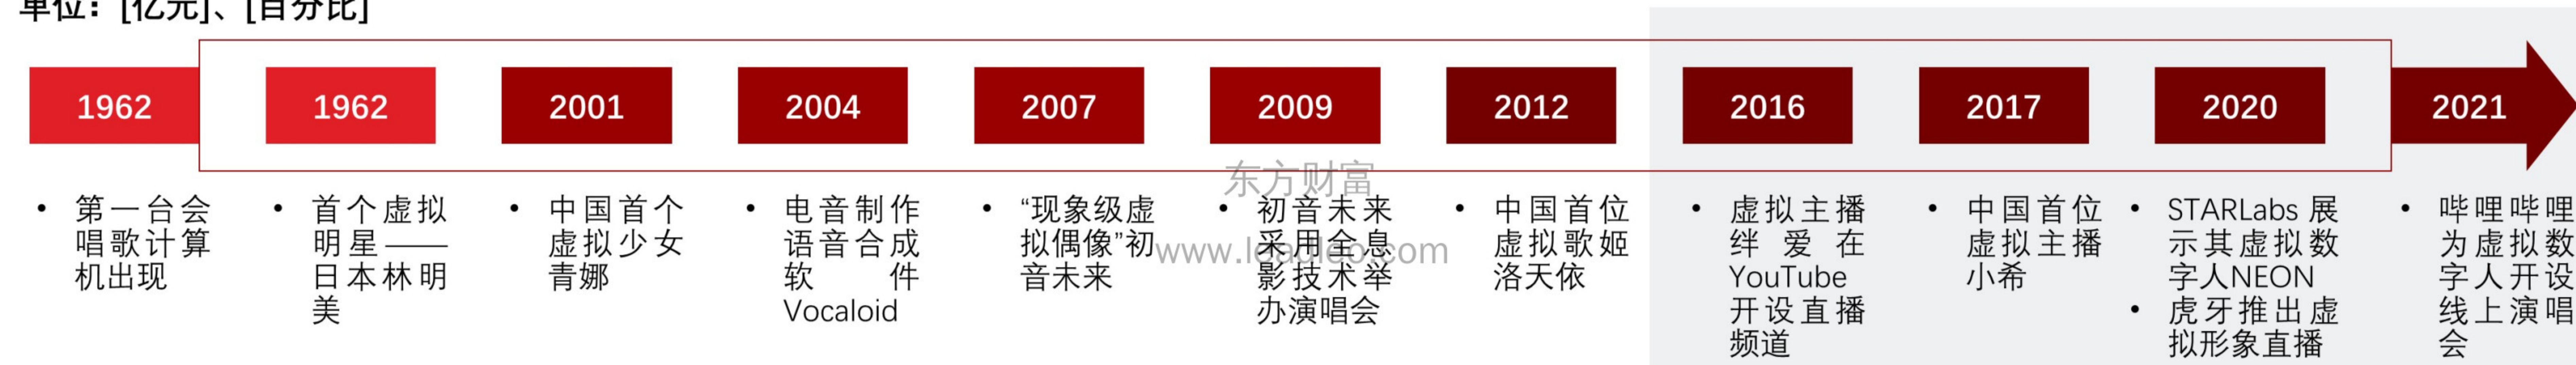 单位：[亿元]、[百分比]
1962
1962
2001
2004
2007
2009
2012
2016
2017
2020
2021
• 第一台会
唱歌计算
机出现
• 首个虚拟
明星——
日本林明
美
• 中国首个
虚拟少女
青娜
• 电音制作
语音合成
软件
Vocaloid
• “现象级虚
拟偶像”初
音未来
• 初音未来
采用全息
影技术举
办演唱会
• 中国首位
虚拟歌姬
洛天依
• 虚拟主播
绊爱在
YouTube
开设直播
频道
• 中国首位
虚拟主播
小希
• STARLabs 展
示其虚拟数
字人NEON
• 虎牙推出虚
拟形象直播
• 哔哩哔哩
为虚拟数
字人开设
线上演唱
会
东方财富
www.leadleo.com